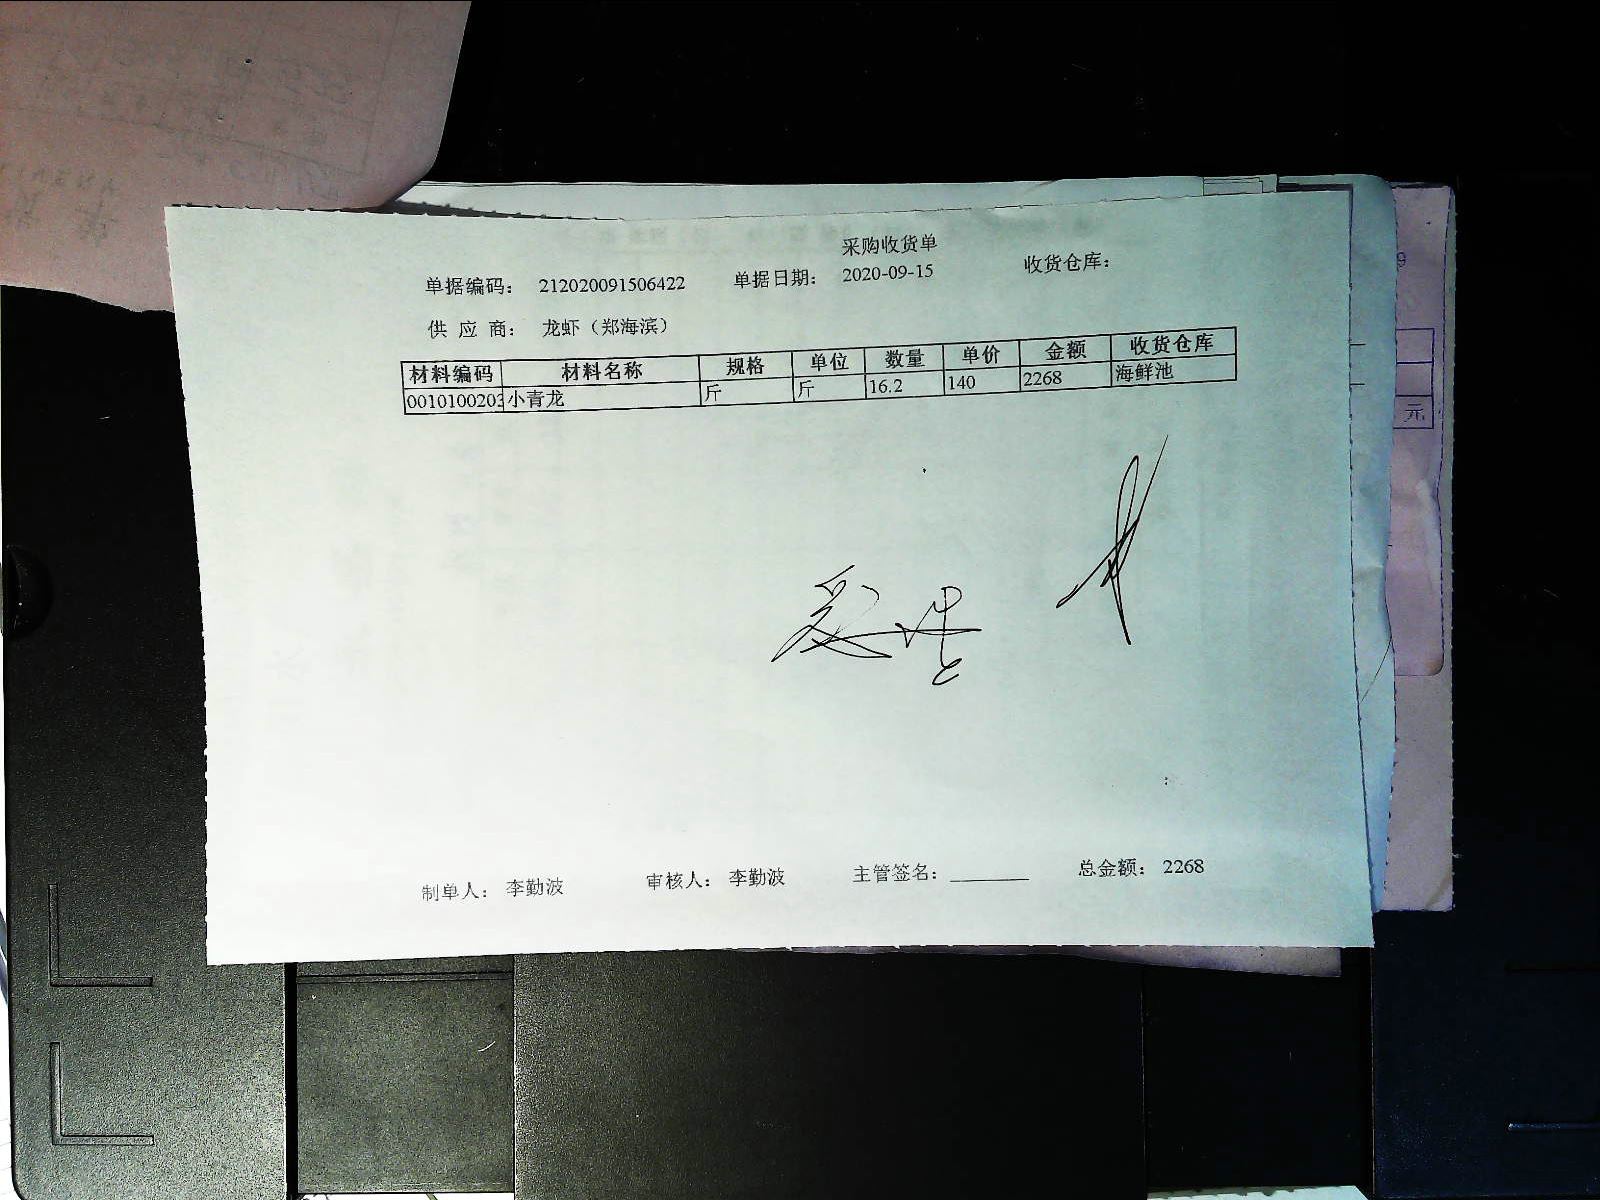 采购收货单
单据编码： 212020091506422 单据日期： 2020-09-15 收货仓库：
供 应 商： 龙虾（郑海滨）
材料编码 材料名称 规格 单位 数量 单价 金额 收货仓库
0010100203 小青龙 斤 斤 16.2 140 2268 海鲜池
元
制单人： 李勤波 审核人： 李勤波 主管签名：________ 总金额： 2268